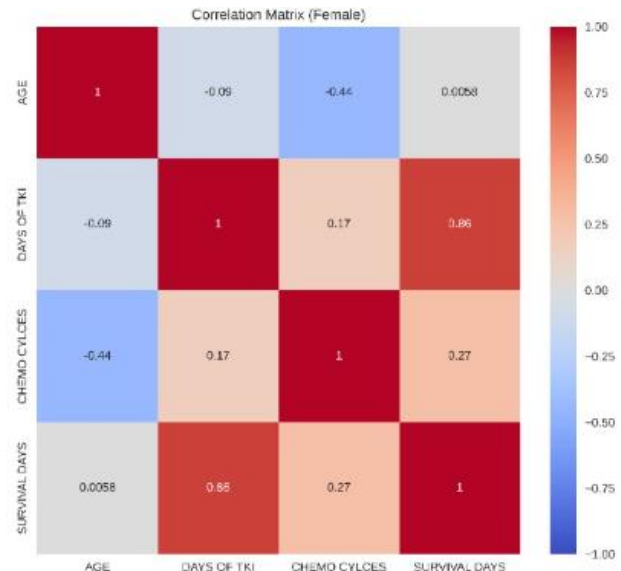 Correlation Matrix (Female)
AGE 1 -0.09 -0.44 0.0058
DAYS OF TKI -0.09 1 0.17 0.86
CHEMO CYLCES -0.44 0.17 1 0.27
SURVIVAL DAYS 0.0058 0.86 0.27 1
AGE DAYS OF TKI CHEMO CYLCES SURVIVAL DAYS
1.00
0.75
0.50
0.25
0.00
-0.25
-0.50
-0.75
-1.00